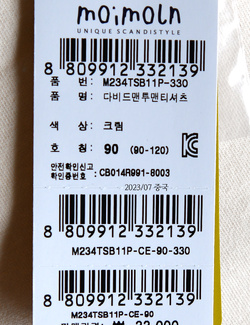 moimoln
UNIQUE SCANDISTYLE
8 809912 332139
품 번: M234TSB11P-330
품 명: 다비드맨투맨티셔츠
색 상: 크림
호 칭: 90 (90-120)
안전확인신고
확인증번호 : CB014R991-8003
2023/07 중국
8 809912 332139
M234TSB11P-CE-90-330
8 809912 332139
M234TSB11P-CE-90